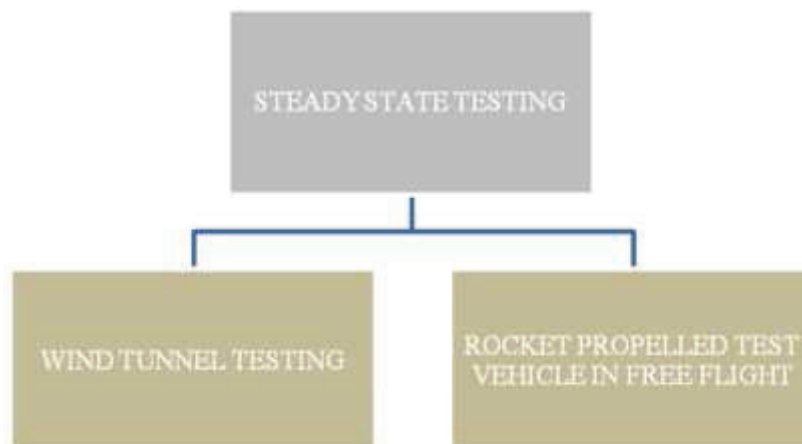 STEADY STATE TESTING
WIND TUNNEL TESTING
ROCKET PROPELLED TEST
VEHICLE IN FREE FLIGHT